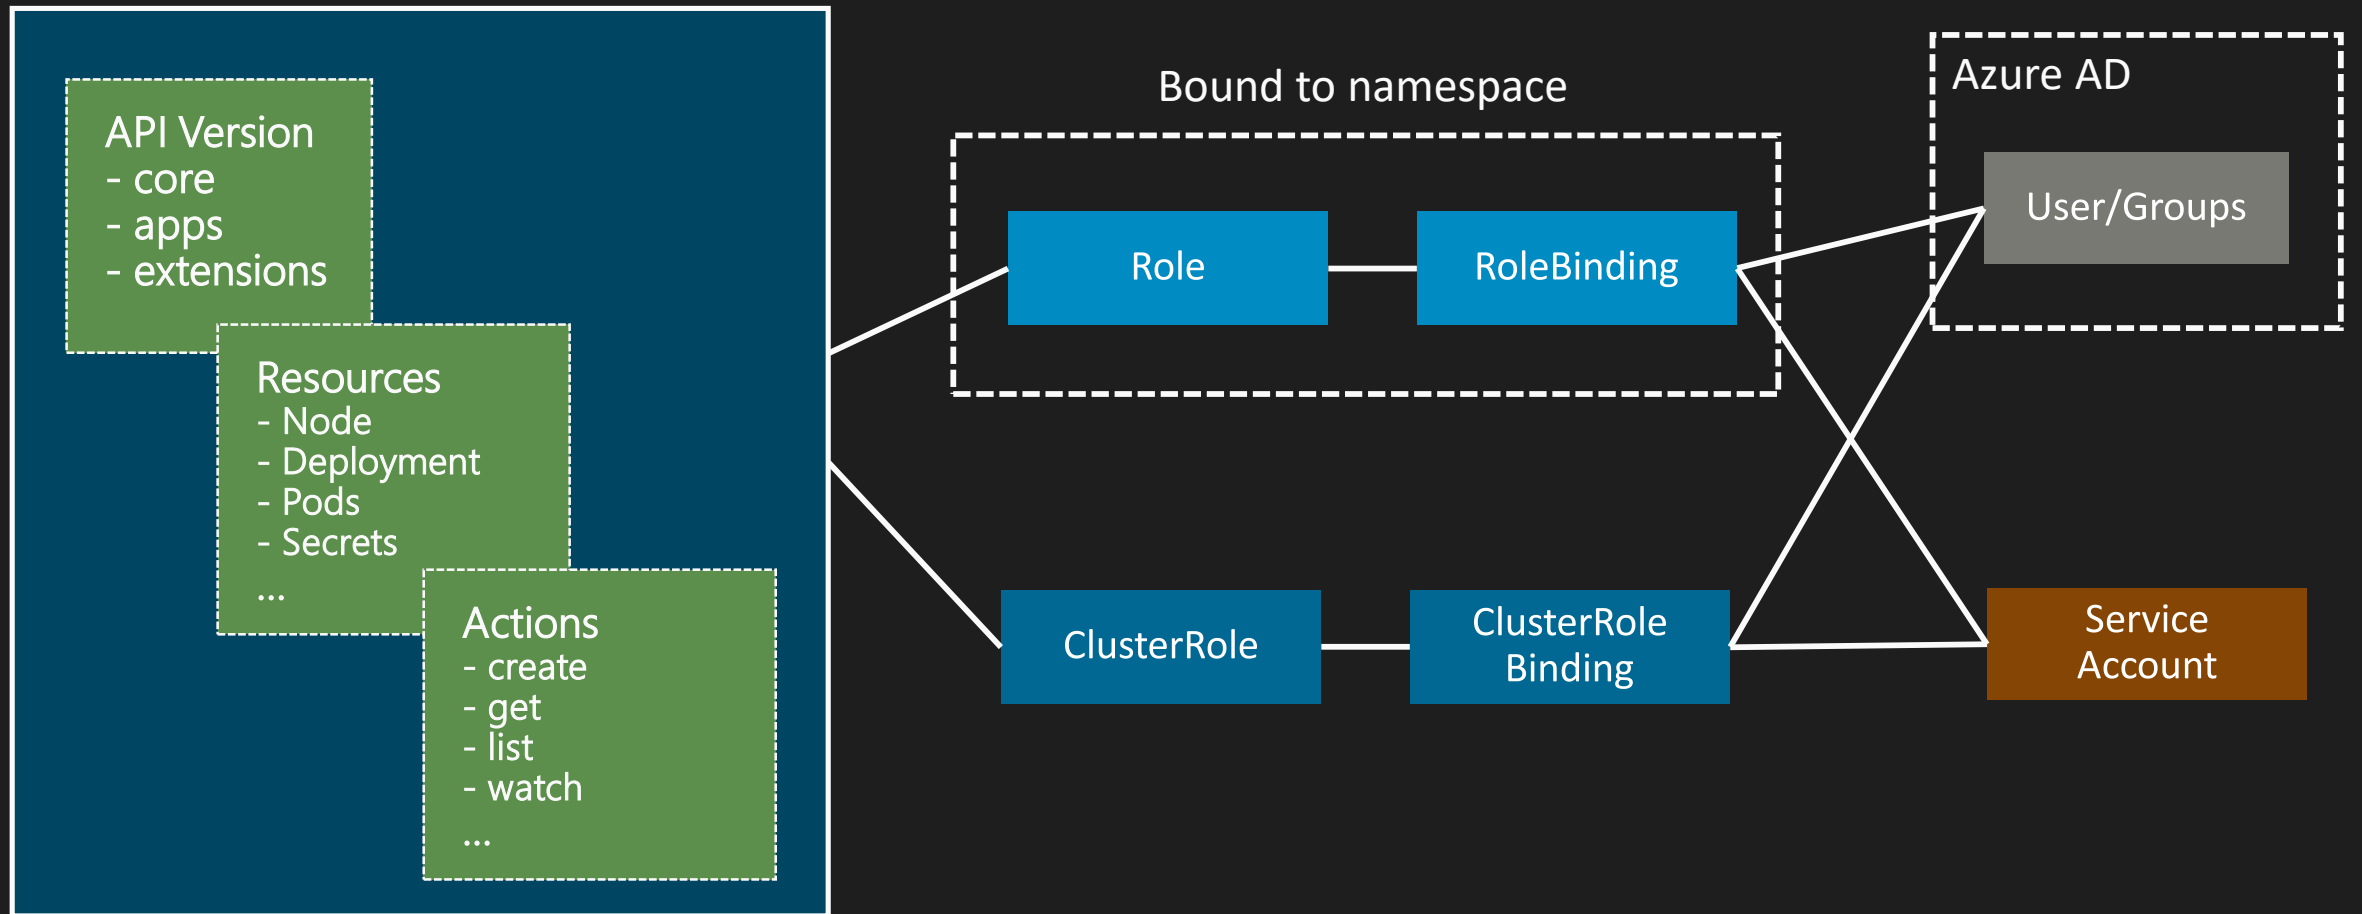 API Version
- core
- apps
- extensions
Resources
- Node
- Deployment
- Pods
- Secrets
...
Actions
- create
- get
- list
- watch
...
Bound to namespace
Role
RoleBinding
ClusterRole
ClusterRole
Binding
Azure AD
User/Groups
Service
Account